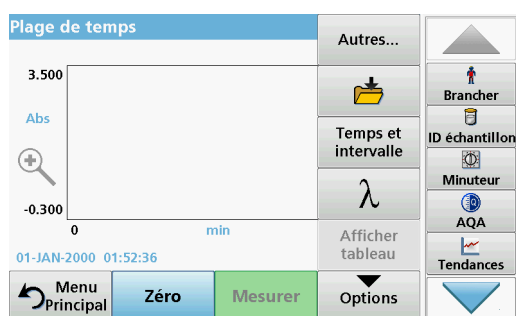 Plage de temps
3.500
Abs
-0.300
0
min
01-JAN-2000 01:52:36
Menu
Principal
Zéro
Mesurer
Options
Autres...
Temps et
intervalle
λ
Afficher
tableau
Brancher
ID échantillon
Minuteur
AQA
Tendances